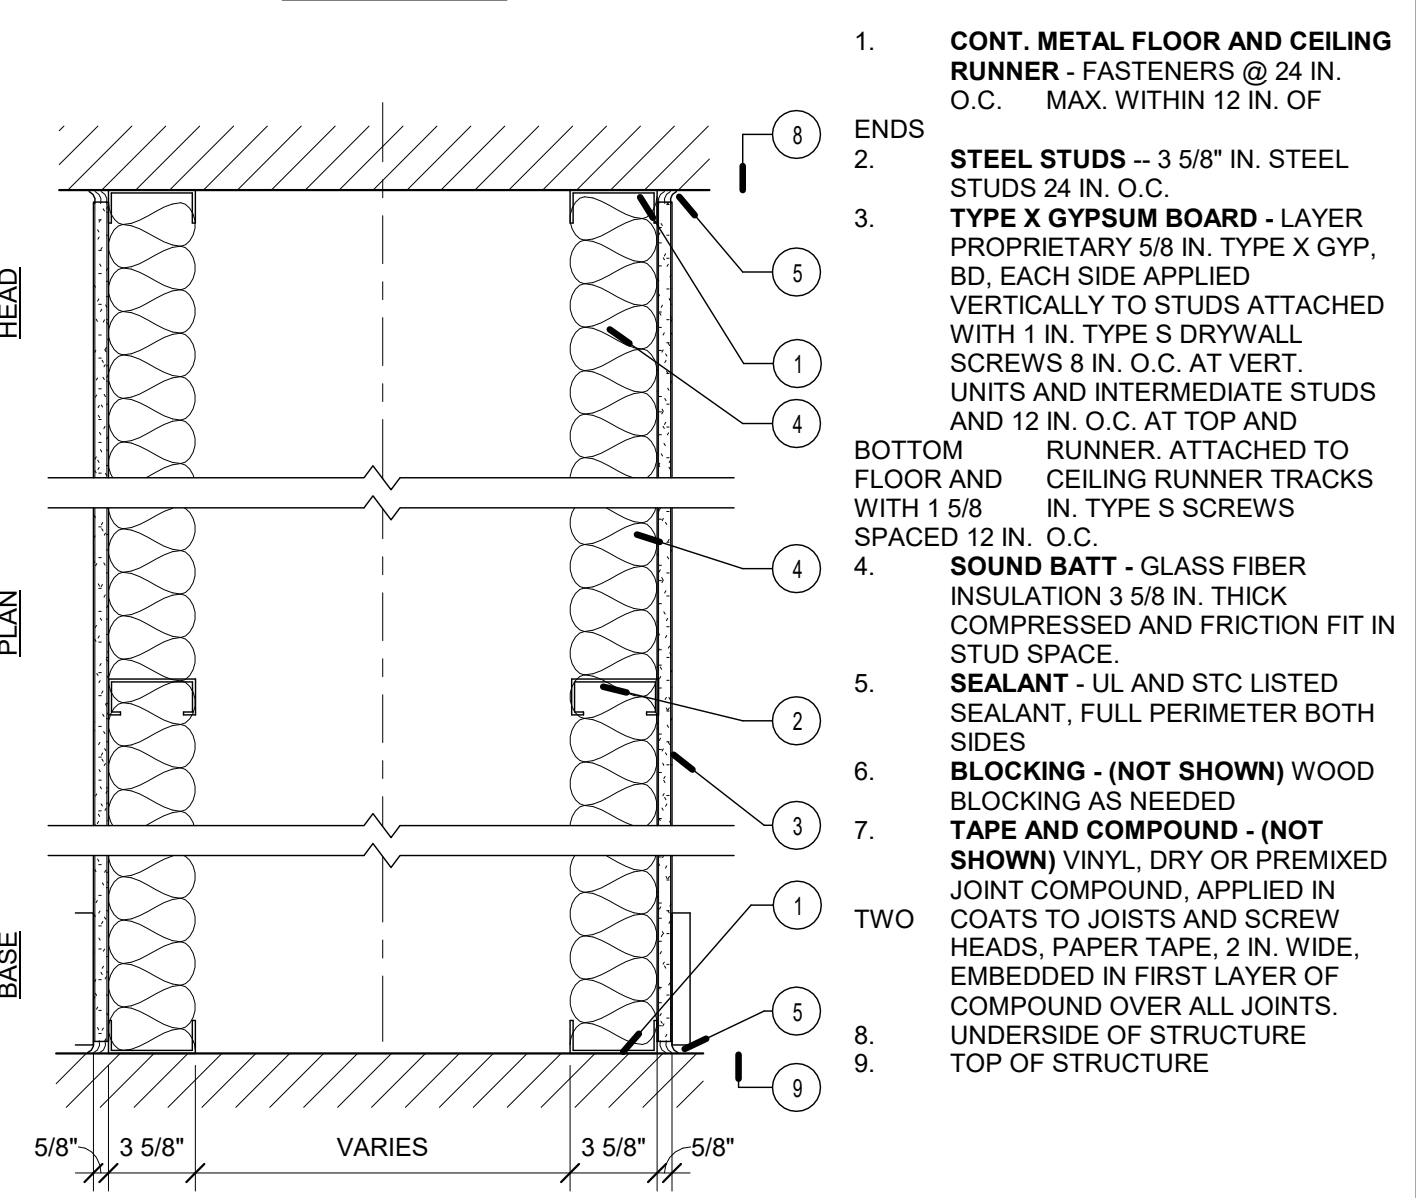 HEAD
PLAN
BASE
8
5
1
4
4
2
3
1
5
9
5/8"
3 5/8"
VARIES
3 5/8"
5/8"
1. CONT. METAL FLOOR AND CEILING
RUNNER - FASTENERS @ 24 IN.
O.C. MAX. WITHIN 12 IN. OF
ENDS
2. STEEL STUDS -- 3 5/8" IN. STEEL
STUDS 24 IN. O.C.
3. TYPE X GYPSUM BOARD - LAYER
PROPRIETARY 5/8 IN. TYPE X GYP,
BD, EACH SIDE APPLIED
VERTICALLY TO STUDS ATTACHED
WITH 1 IN. TYPE S DRYWALL
SCREWS 8 IN. O.C. AT VERT.
UNITS AND INTERMEDIATE STUDS
AND 12 IN. O.C. AT TOP AND
BOTTOM RUNNER. ATTACHED TO
FLOOR AND CEILING RUNNER TRACKS
WITH 1 5/8 IN. TYPE S SCREWS
SPACED 12 IN. O.C.
4. SOUND BATT - GLASS FIBER
INSULATION 3 5/8 IN. THICK
COMPRESSED AND FRICTION FIT IN
STUD SPACE.
5. SEALANT - UL AND STC LISTED
SEALANT, FULL PERIMETER BOTH
SIDES
6. BLOCKING - (NOT SHOWN) WOOD
BLOCKING AS NEEDED
7. TAPE AND COMPOUND - (NOT
SHOWN) VINYL, DRY OR PREMIXED
JOINT COMPOUND, APPLIED IN
TWO COATS TO JOISTS AND SCREW
HEADS, PAPER TAPE, 2 IN. WIDE,
EMBEDDED IN FIRST LAYER OF
COMPOUND OVER ALL JOINTS.
8. UNDERSIDE OF STRUCTURE
9. TOP OF STRUCTURE